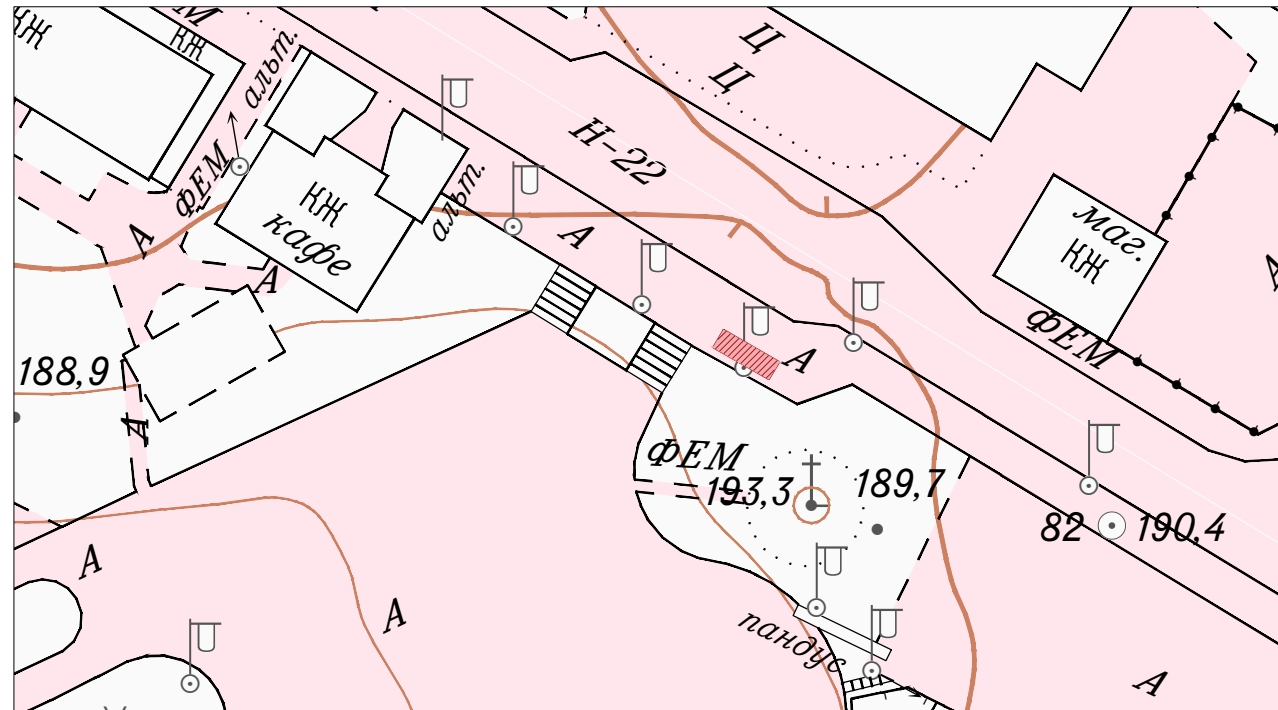 КЖ
М
КЖ
альт.
Ц
Ц
Н-22
ФЕМ
КЖ
кафе
альт.
А
А
А
маг.
КЖ
А
ФЕМ
А
188,9
А
ФЕМ
193,3
189,7
82
190,4
А
А
пандус
А